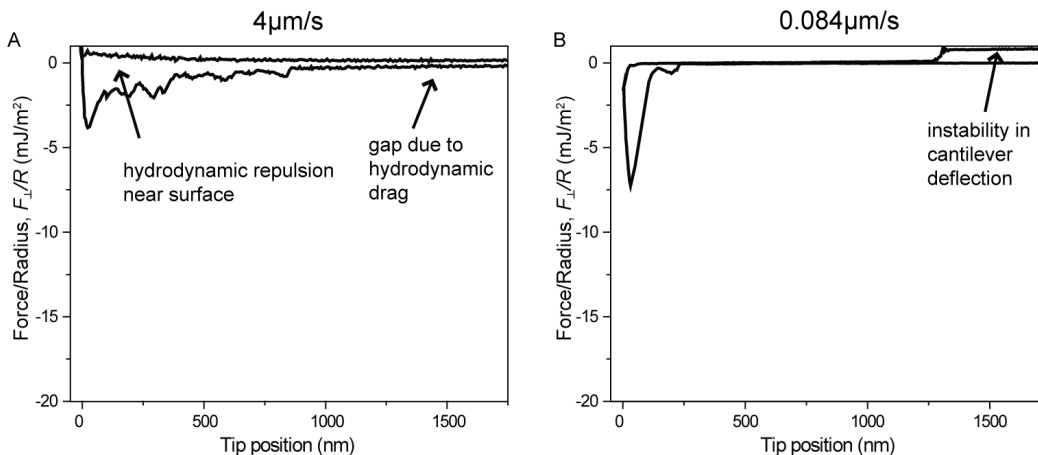 4μm/s
A
0
-5
-10
-15
-20
Force/Radius, F⊥/R (mJ/m²)
hydrodynamic repulsion
near surface
gap due to
hydrodynamic
drag
0
500
1000
1500
Tip position (nm)
0.084μm/s
B
0
-5
-10
-15
-20
Force/Radius, F⊥/R (mJ/m²)
instability in
cantilever
deflection
0
500
1000
1500
Tip position (nm)